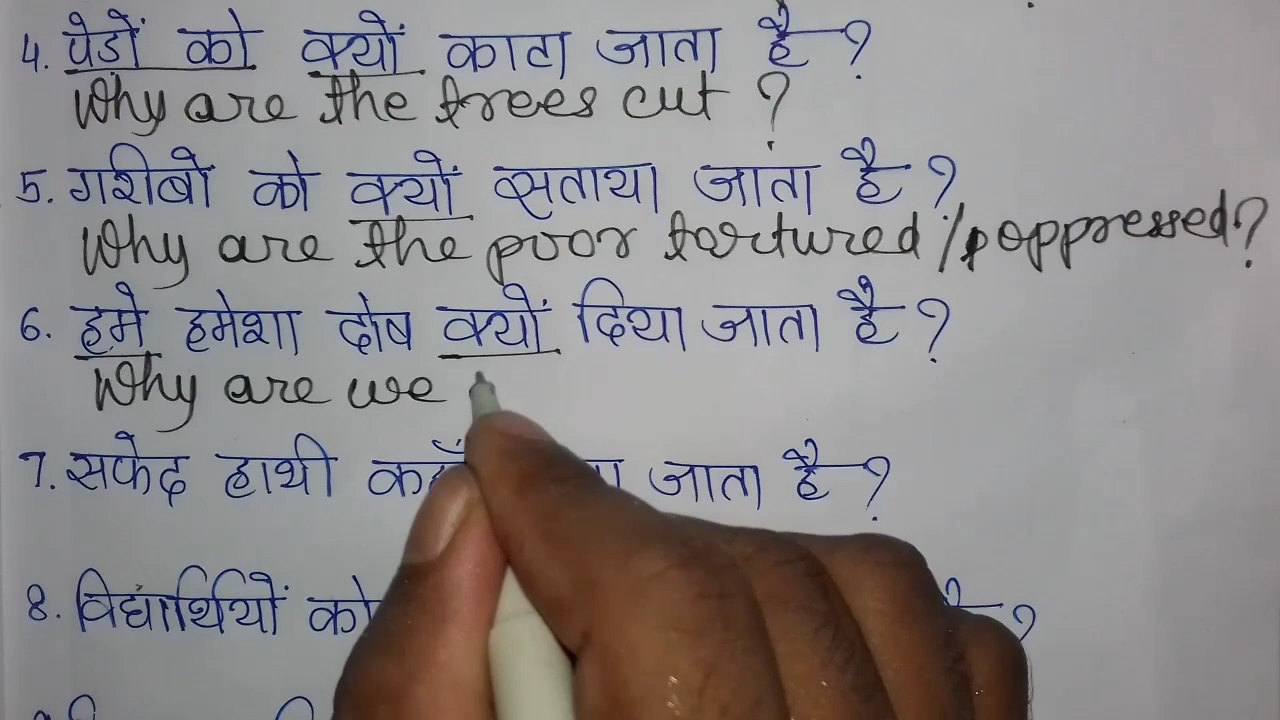 4. पेडों को क्यों काटा जाता है ?
Why are the trees cut ?
5. गरीबों को क्यों सताया जाता है ?
Why are the poor tortured / oppressed ?
6. हमे हमेशा दोष क्यों दिया जाता है ?
Why are we
7. सफेद हाथी जाता है ?
8. विद्यार्थियों को ?